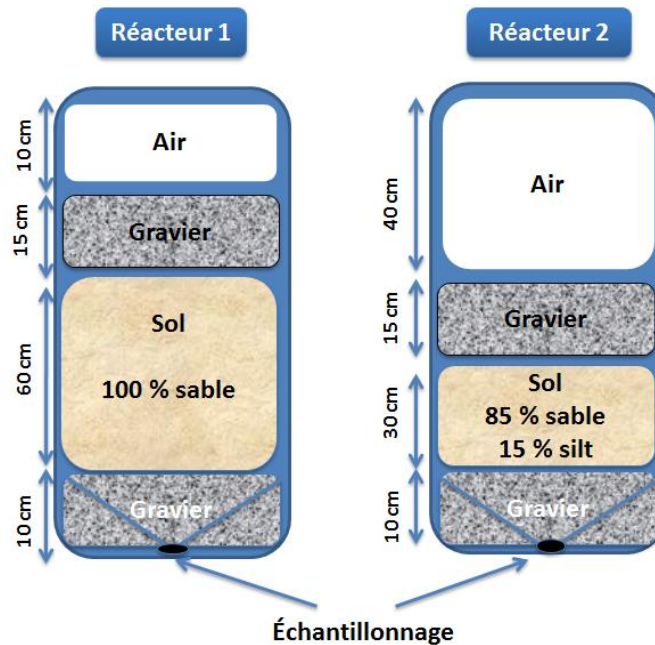 Réacteur 1
Réacteur 2
10 cm
Air
15 cm
Gravier
60 cm
Sol
100 % sable
10 cm
Gravier
40 cm
Air
15 cm
Gravier
30 cm
Sol
85 % sable
15 % silt
10 cm
Gravier
Échantillonnage